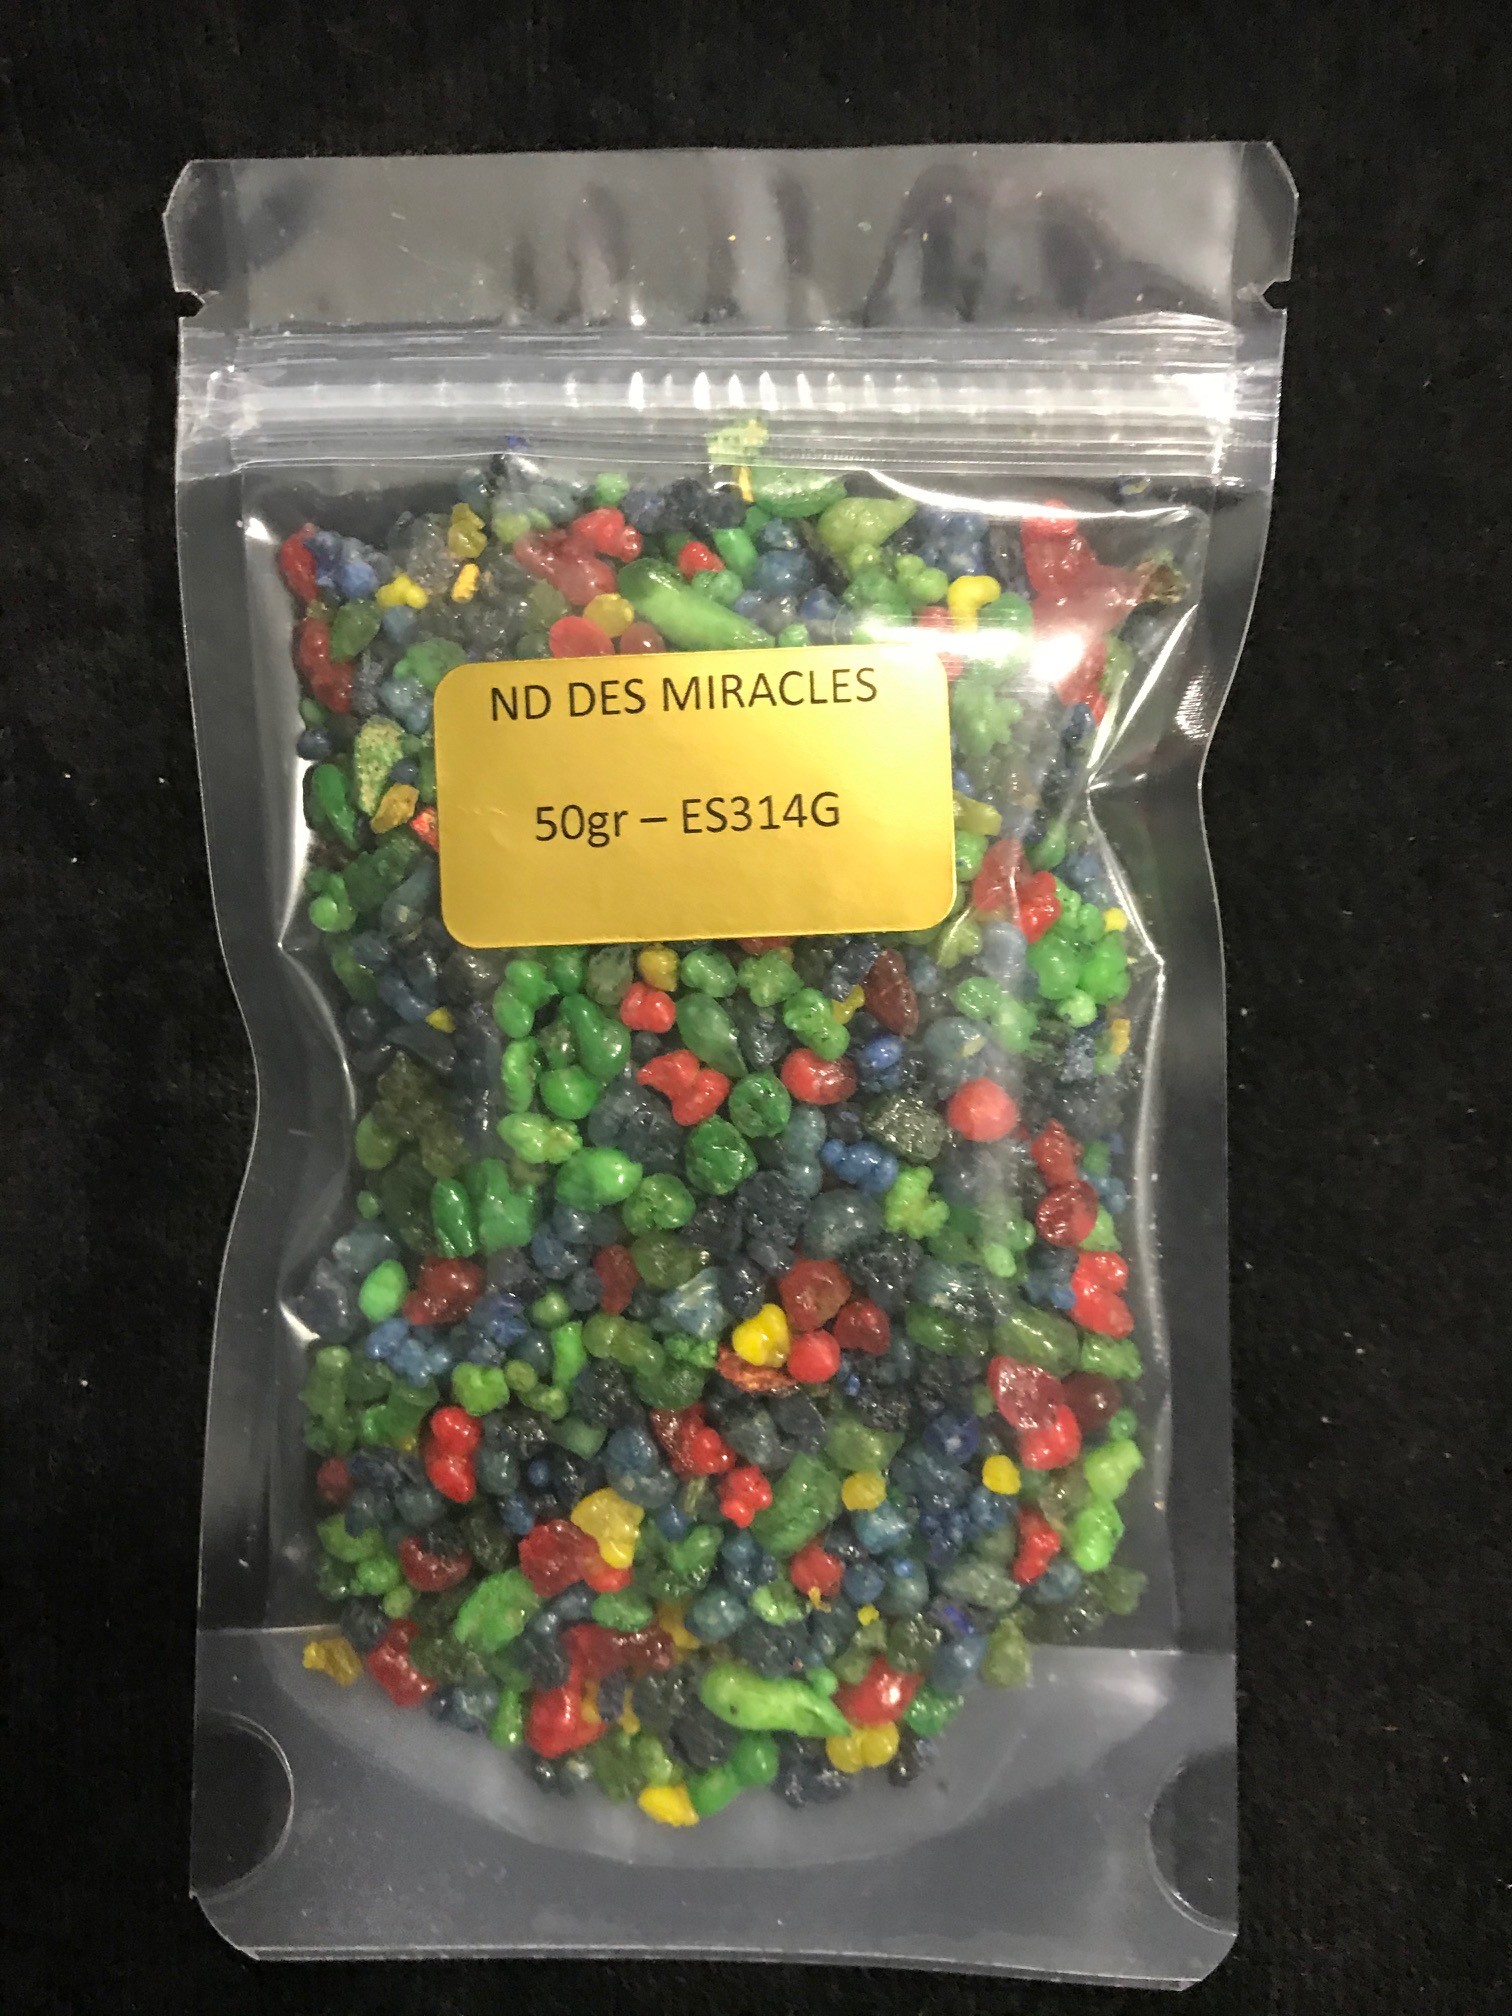 ND DES MIRACLES
50gr – ES314G